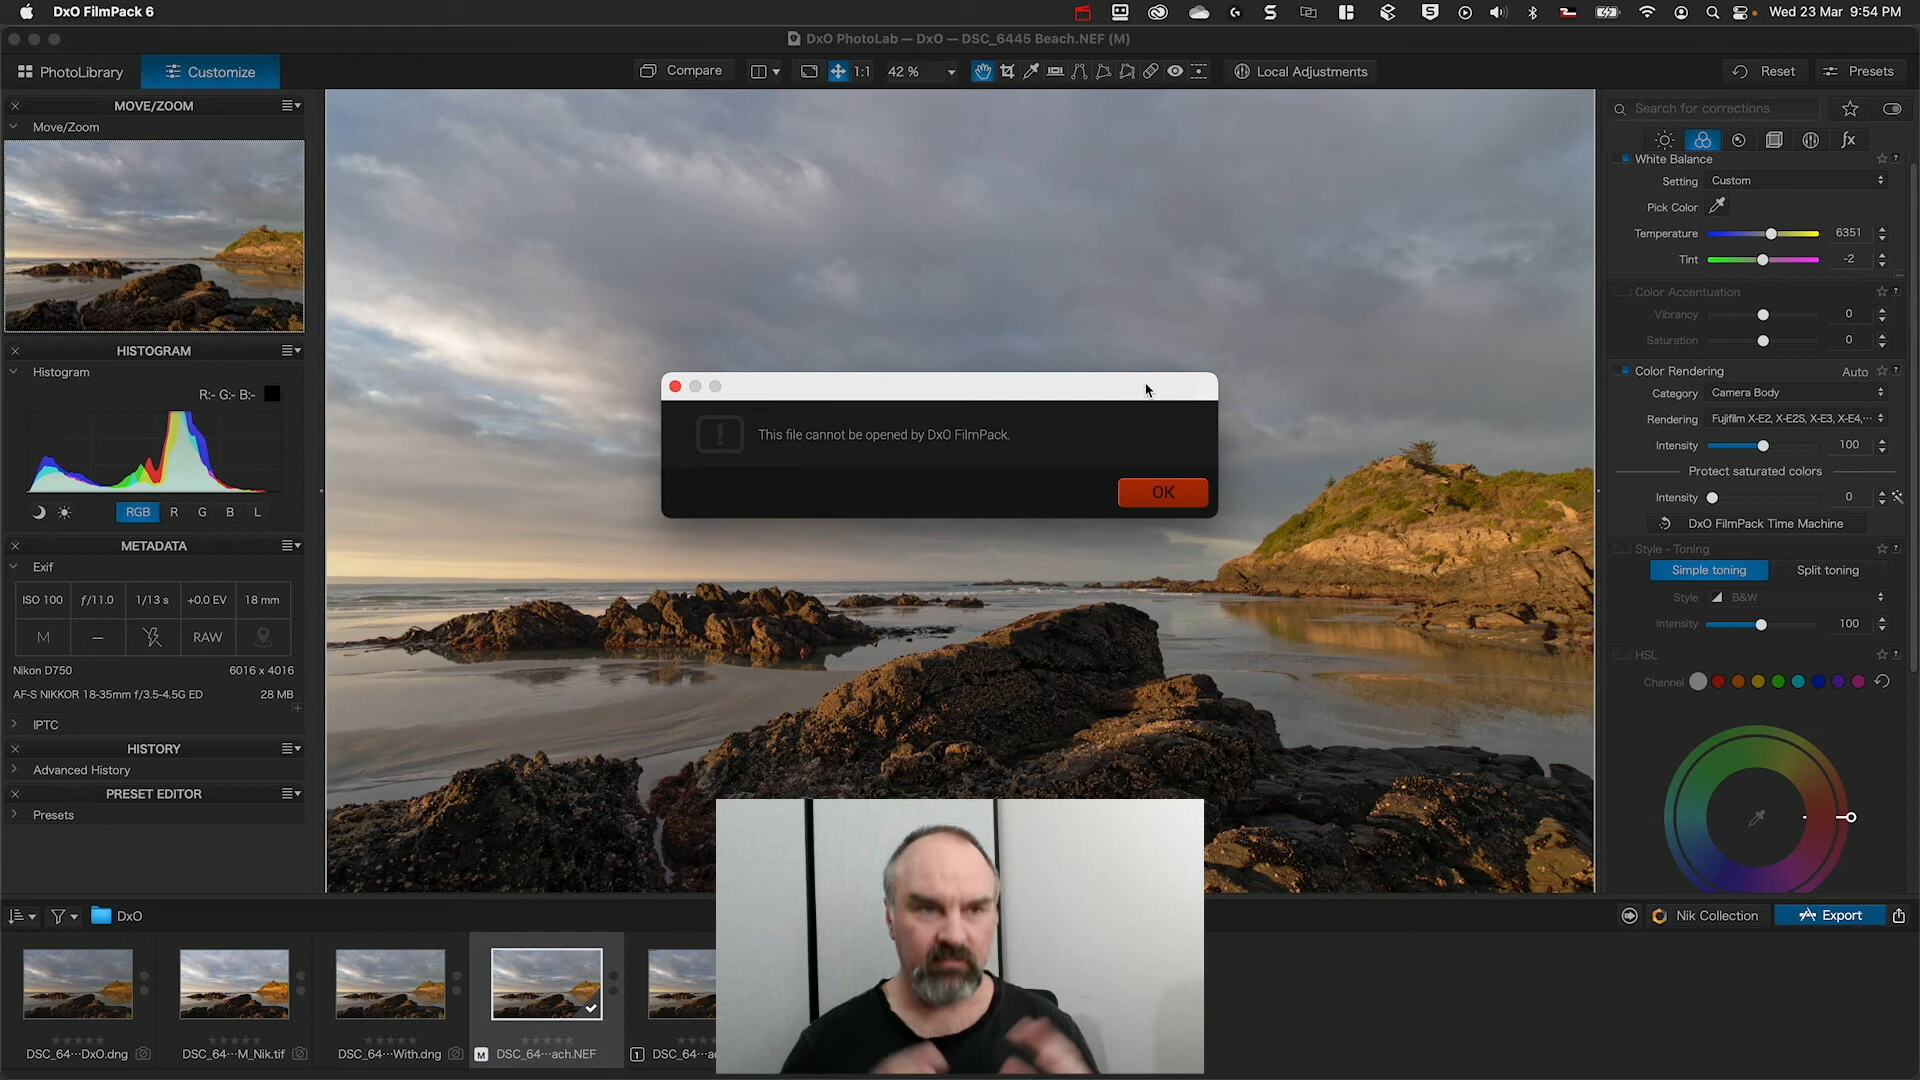 DxO FilmPack 6
Wed 23 Mar 9:54 PM
DxO PhotoLab — DxO — DSC_6445 Beach.NEF (M)
PhotoLibrary
Customize
Compare
1:1
42 %
Local Adjustments
Reset
Presets
MOVE/ZOOM
Move/Zoom
HISTOGRAM
Histogram
R:- G:- B:-
RGB R G B L
METADATA
Exif
ISO 100 ƒ/11.0 1/13 s +0.0 EV 18 mm
M — RAW
Nikon D750 6016 x 4016
AF-S NIKKOR 18-35mm f/3.5-4.5G ED 28 MB
IPTC
HISTORY
Advanced History
PRESET EDITOR
Presets
This file cannot be opened by DxO FilmPack.
OK
Search for corrections
fx
White Balance
Setting Custom
Pick Color
Temperature 6351
Tint -2
Color Accentuation
Vibrancy 0
Saturation 0
Color Rendering Auto
Category Camera Body
Rendering Fujifilm X-E2, X-E2S, X-E3, X-E4,···
Intensity 100
Protect saturated colors
Intensity 0
DxO FilmPack Time Machine
Style - Toning
Simple toning Split toning
Style B&W
Intensity 100
HSL
Channel
DxO
Nik Collection
Export
DSC_64···DxO.dng
DSC_64···M_Nik.tif
DSC_64···With.dng
M DSC_64···ach.NEF
1 DSC_64···a